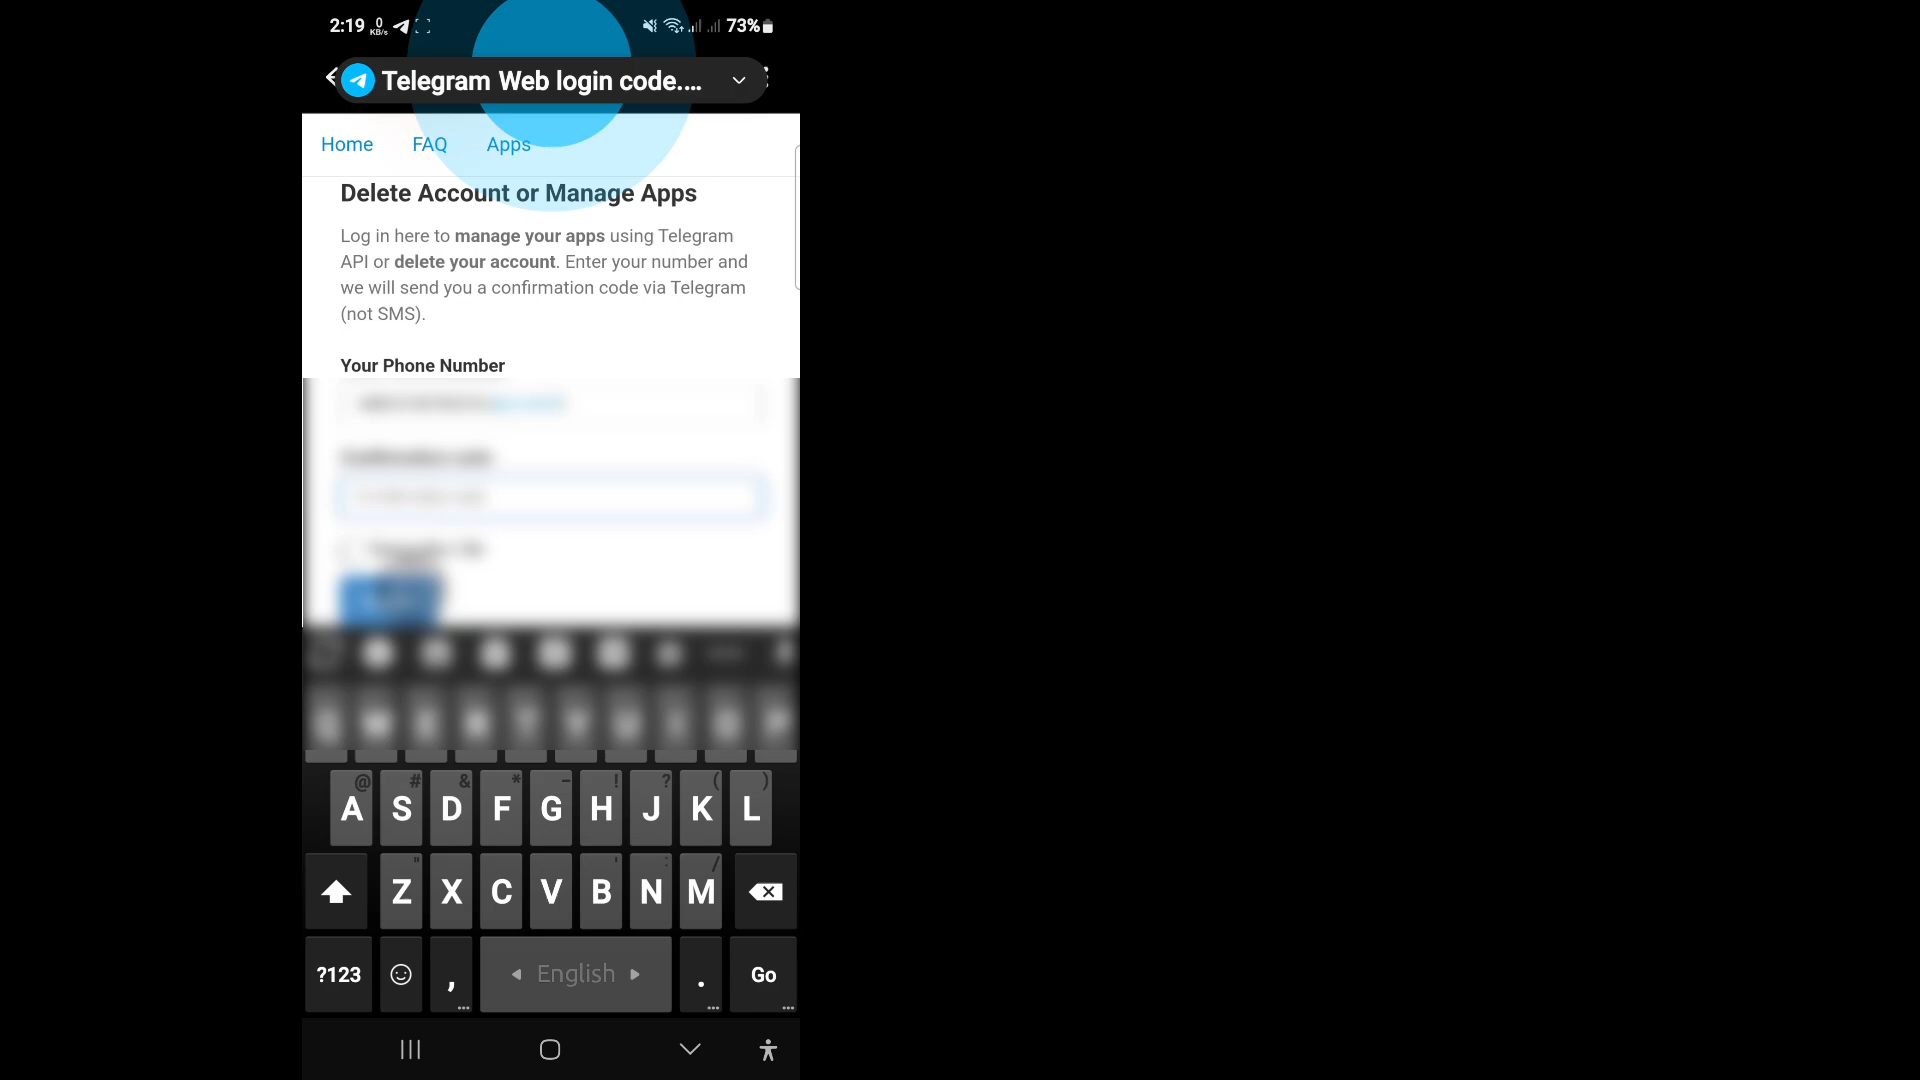 2:19 0 KB/s 73%
Telegram Web login code....
Home FAQ Apps
Delete Account or Manage Apps
Log in here to manage your apps using Telegram
API or delete your account. Enter your number and
we will send you a confirmation code via Telegram
(not SMS).
Your Phone Number
@ # & * - ! ? ( )
A S D F G H J K L
" ' : /
Z X C V B N M
?123 , English . Go